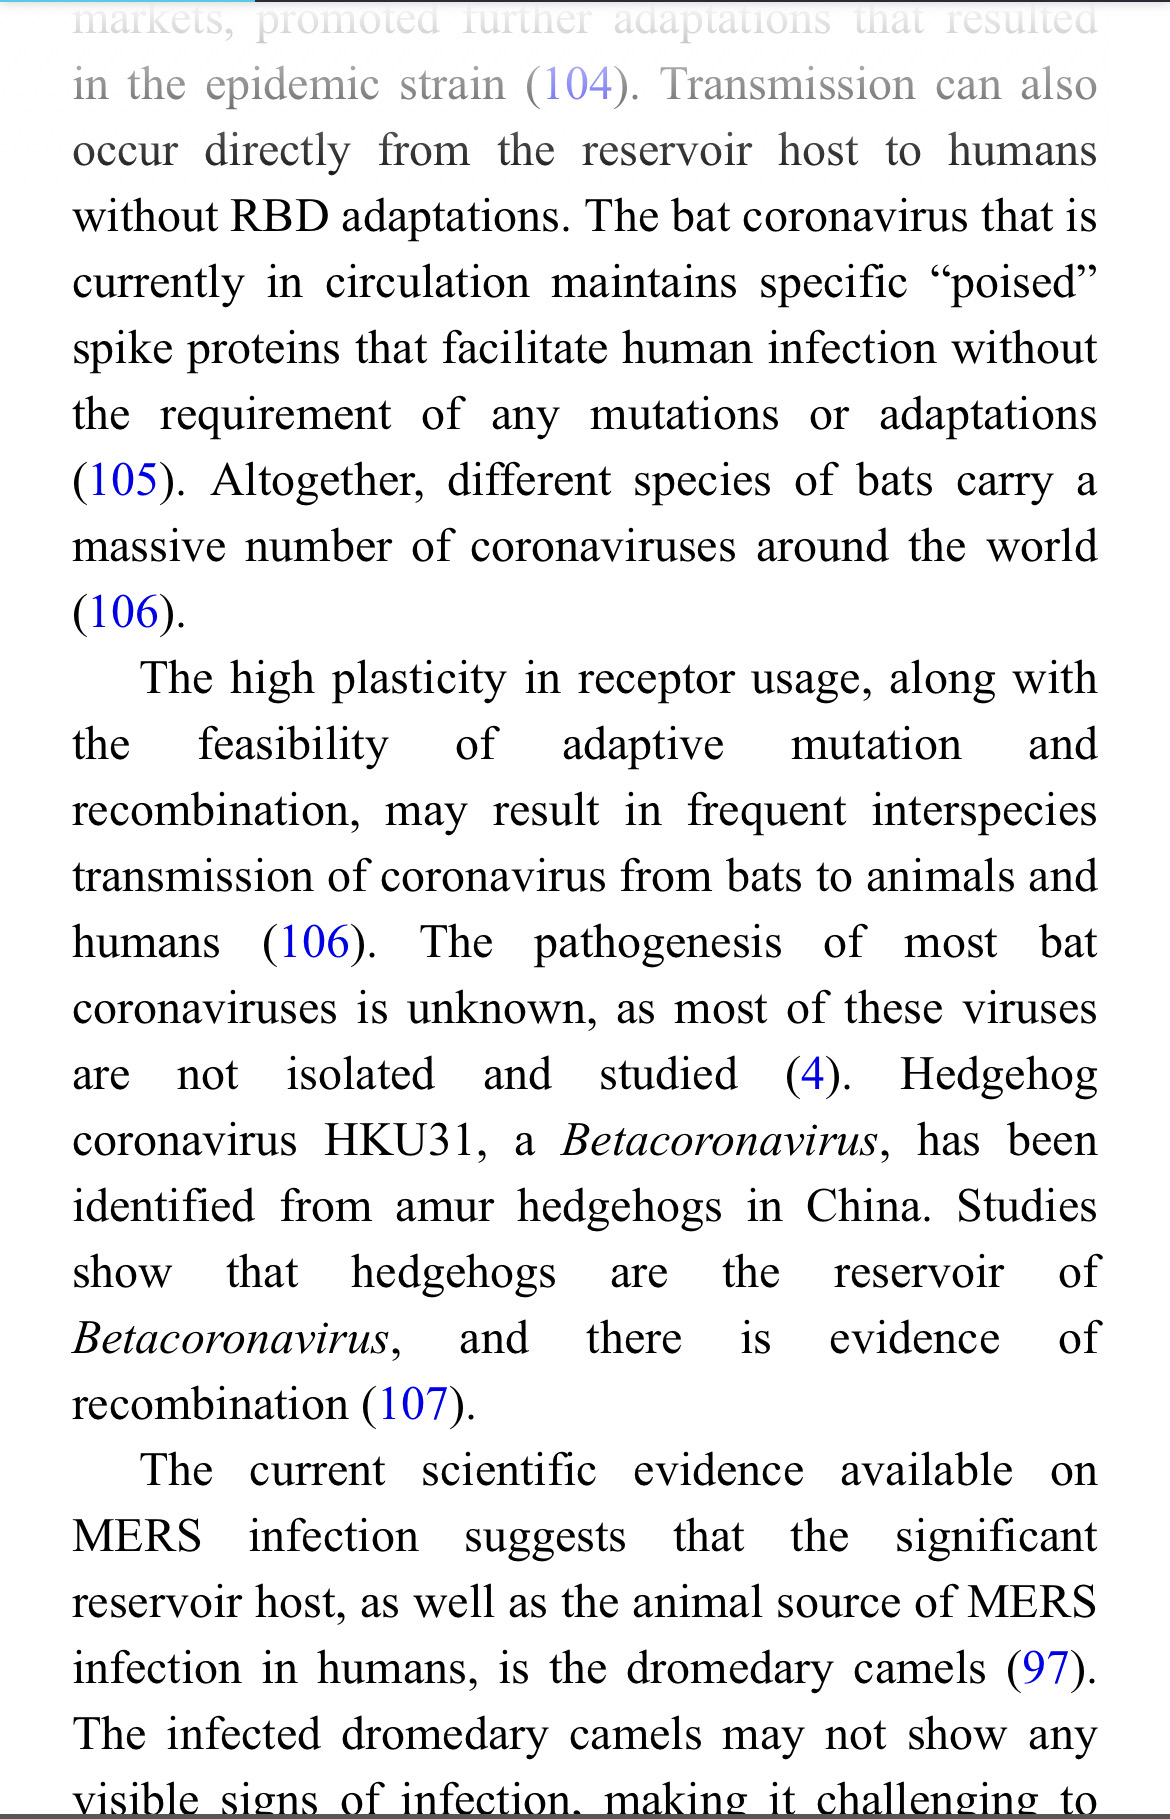 markets, promoted further adaptations that resulted
in the epidemic strain (104). Transmission can also
occur directly from the reservoir host to humans
without RBD adaptations. The bat coronavirus that is
currently in circulation maintains specific “poised”
spike proteins that facilitate human infection without
the requirement of any mutations or adaptations
(105). Altogether, different species of bats carry a
massive number of coronaviruses around the world
(106).
The high plasticity in receptor usage, along with
the feasibility of adaptive mutation and
recombination, may result in frequent interspecies
transmission of coronavirus from bats to animals and
humans (106). The pathogenesis of most bat
coronaviruses is unknown, as most of these viruses
are not isolated and studied (4). Hedgehog
coronavirus HKU31, a Betacoronavirus, has been
identified from amur hedgehogs in China. Studies
show that hedgehogs are the reservoir of
Betacoronavirus, and there is evidence of
recombination (107).
The current scientific evidence available on
MERS infection suggests that the significant
reservoir host, as well as the animal source of MERS
infection in humans, is the dromedary camels (97).
The infected dromedary camels may not show any
visible signs of infection, making it challenging to